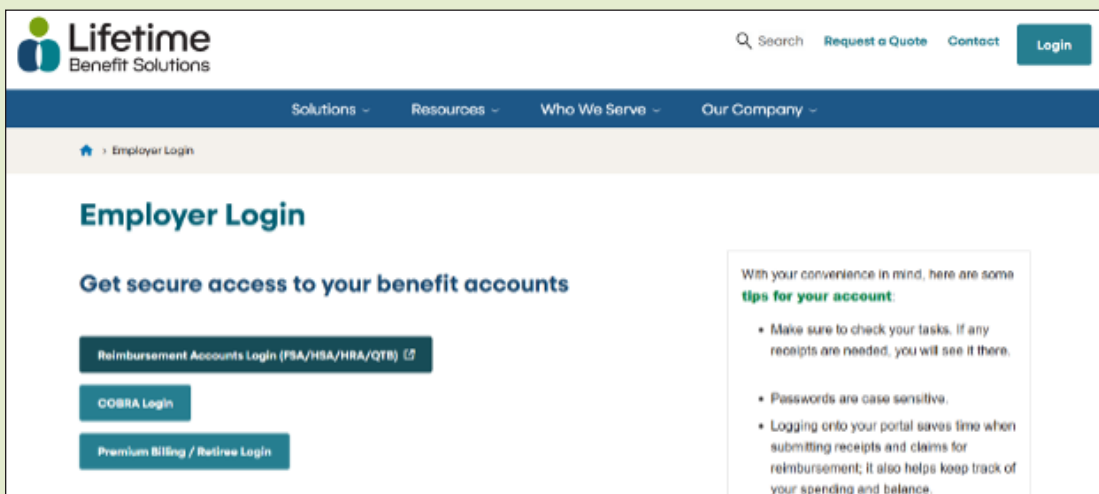 Lifetime
Benefit Solutions
Search Request a Quote Contact Login
Solutions Resources Who We Serve Our Company
› Employer Login
Employer Login
Get secure access to your benefit accounts
Reimbursement Accounts Login (FSA/HSA/HRA/QTB)
COBRA Login
Premium Billing / Retiree Login
With your convenience in mind, here are some
tips for your account:
• Make sure to check your tasks. If any
receipts are needed, you will see it there.
• Passwords are case sensitive.
• Logging onto your portal saves time when
submitting receipts and claims for
reimbursement; it also helps keep track of
your spending and balance.